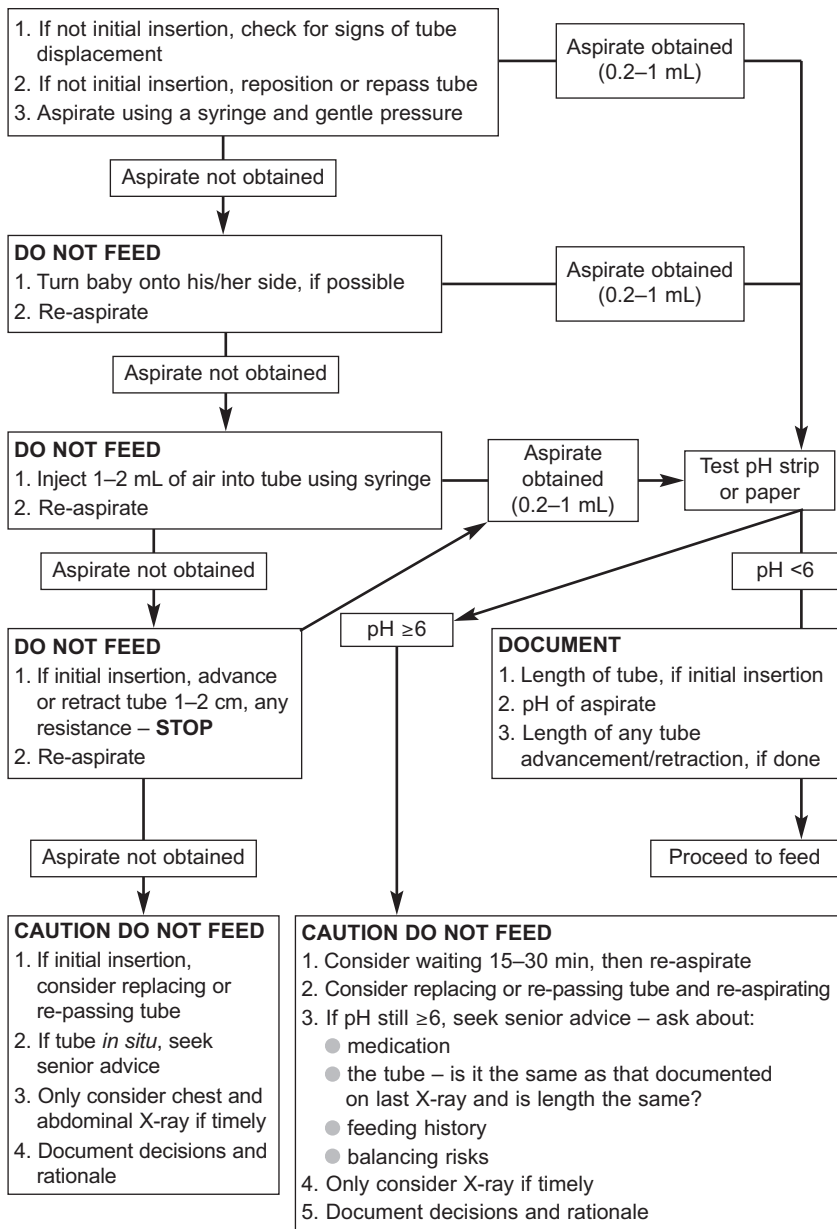 1. If not initial insertion, check for signs of tube
displacement
2. If not initial insertion, reposition or repass tube
3. Aspirate using a syringe and gentle pressure
Aspirate obtained
(0.2–1 mL)
Aspirate not obtained
DO NOT FEED
1. Turn baby onto his/her side, if possible
2. Re-aspirate
Aspirate obtained
(0.2–1 mL)
Aspirate not obtained
DO NOT FEED
1. Inject 1–2 mL of air into tube using syringe
2. Re-aspirate
Aspirate
obtained
(0.2–1 mL)
Test pH strip
or paper
Aspirate not obtained
pH <6
pH ≥6
DO NOT FEED
1. If initial insertion, advance
or retract tube 1–2 cm, any
resistance – STOP
2. Re-aspirate
DOCUMENT
1. Length of tube, if initial insertion
2. pH of aspirate
3. Length of any tube
advancement/retraction, if done
Aspirate not obtained
Proceed to feed
CAUTION DO NOT FEED
1. If initial insertion,
consider replacing or
re-passing tube
2. If tube in situ, seek
senior advice
3. Only consider chest and
abdominal X-ray if timely
4. Document decisions and
rationale
CAUTION DO NOT FEED
1. Consider waiting 15–30 min, then re-aspirate
2. Consider replacing or re-passing tube and re-aspirating
3. If pH still ≥6, seek senior advice – ask about:
● medication
● the tube – is it the same as that documented
on last X-ray and is length the same?
● feeding history
● balancing risks
4. Only consider X-ray if timely
5. Document decisions and rationale